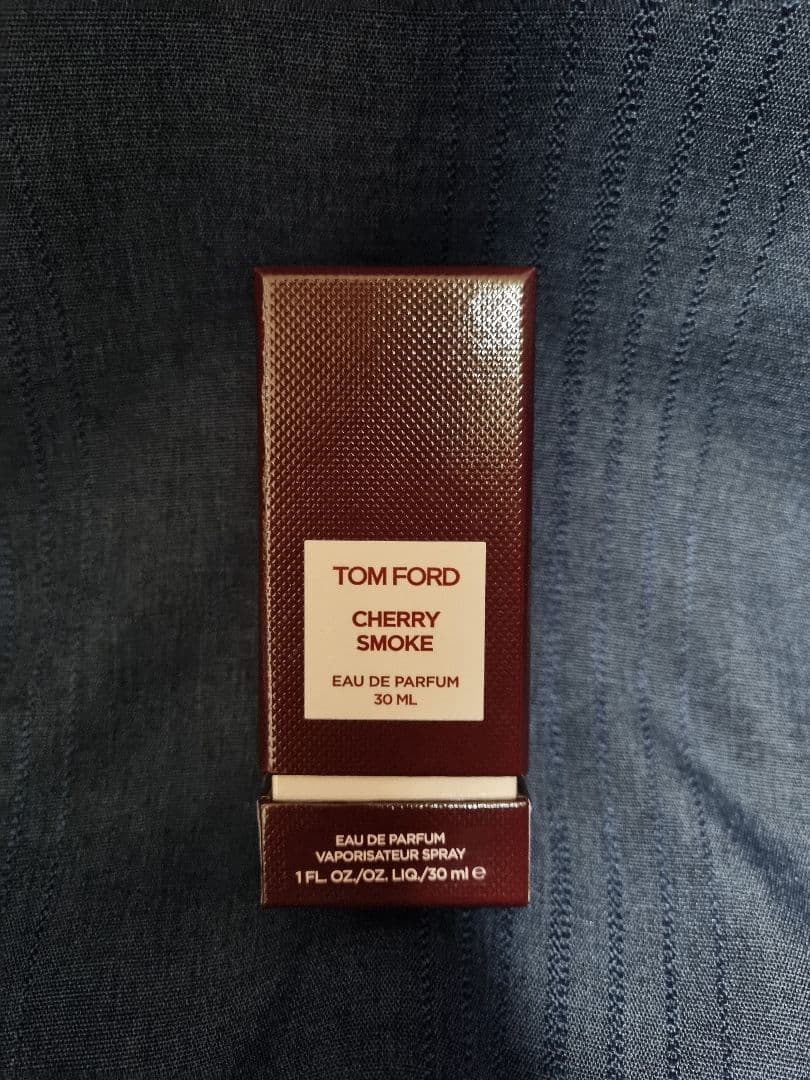 TOM FORD
CHERRY
SMOKE
EAU DE PARFUM
30 ML
EAU DE PARFUM
VAPORISATEUR SPRAY
1 FL. OZ./OZ. LIQ./30 ml ℮